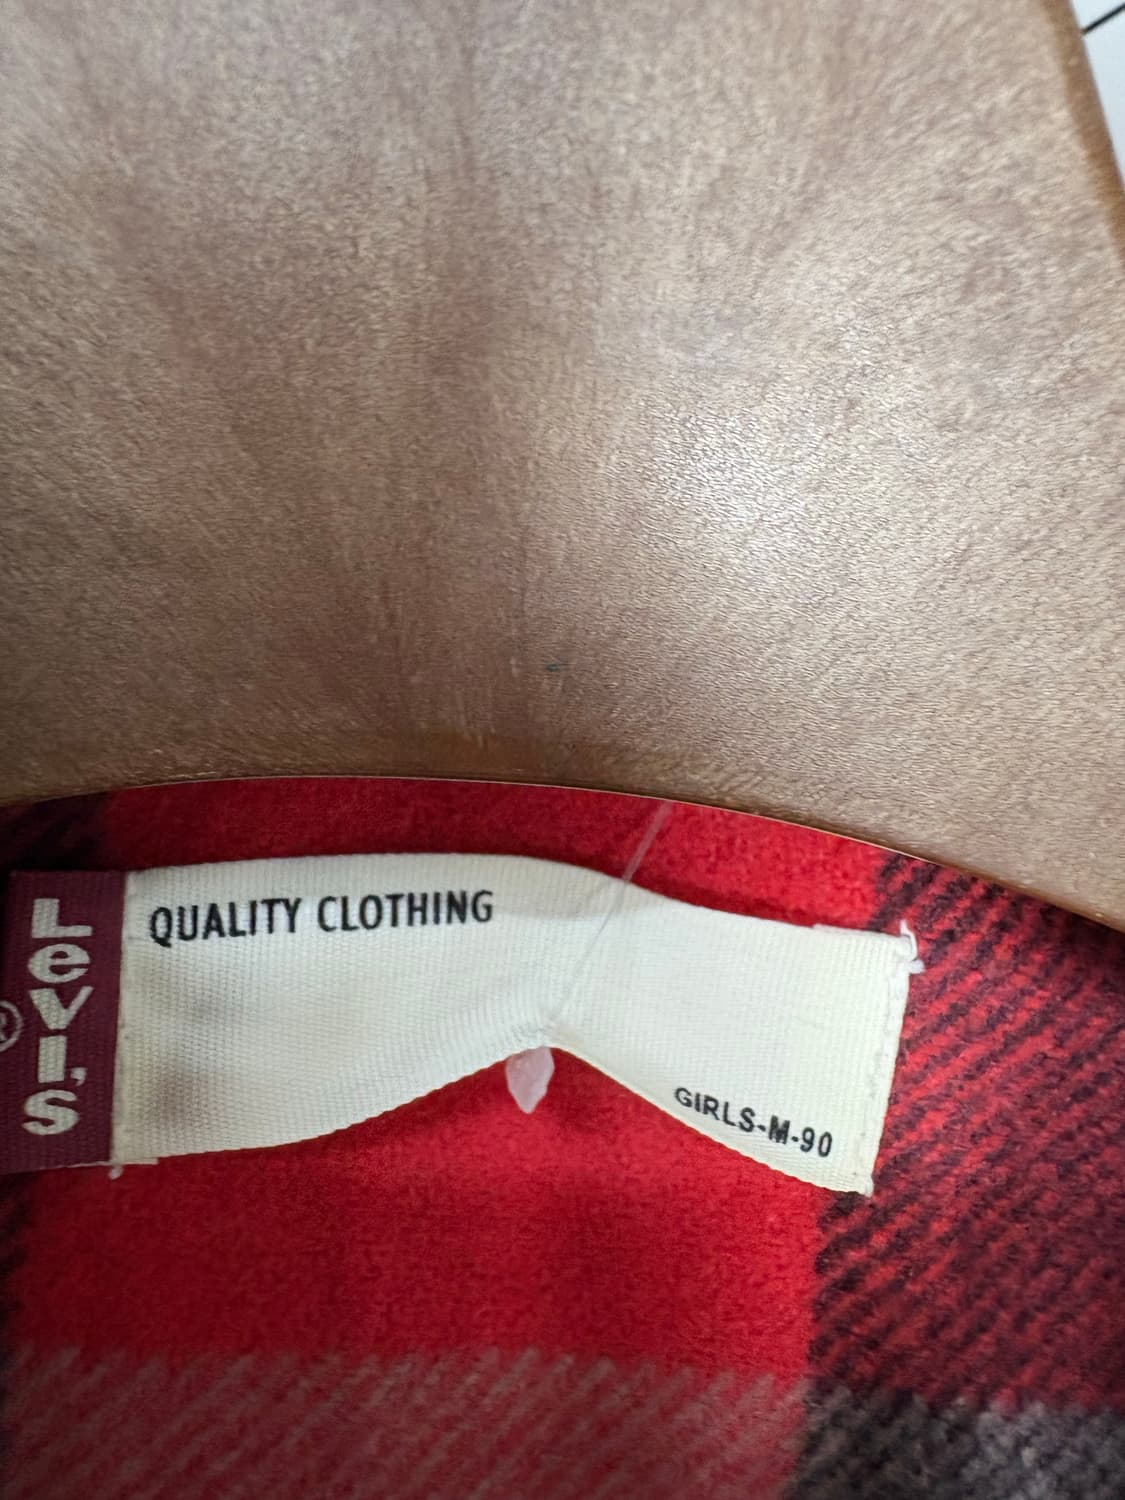 Levi's
®
QUALITY CLOTHING
GIRLS-M-90